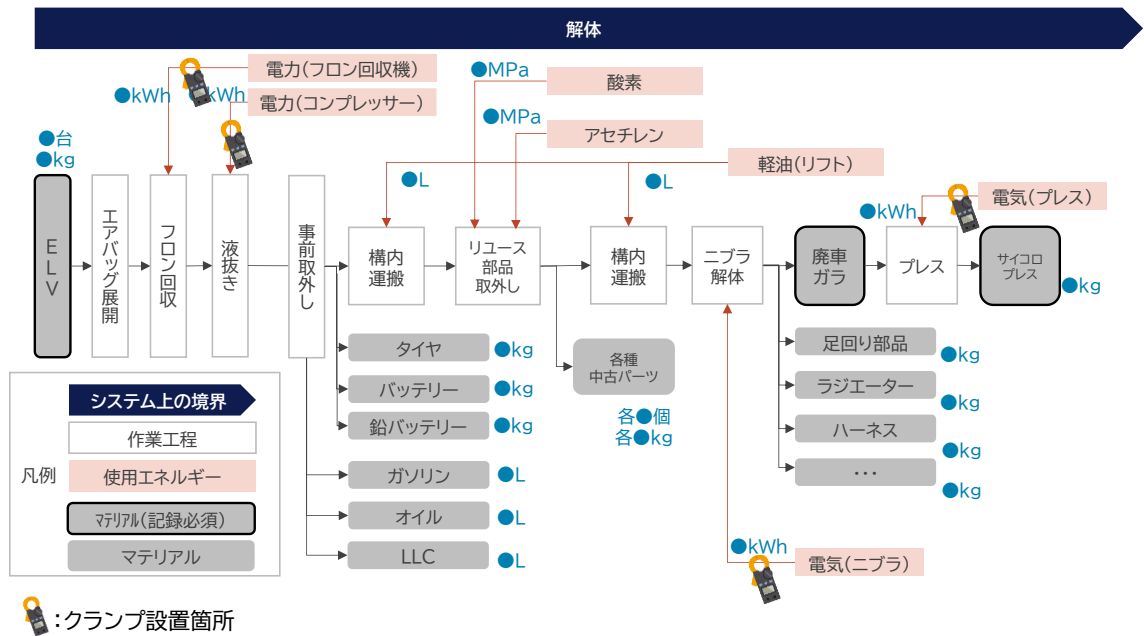 解体
電力(フロン回収機)
●kWh
●kWh
電力(コンプレッサー)
●MPa
酸素
●MPa
アセチレン
軽油(リフト)
●L
●L
電気(プレス)
●kWh
●台
●kg
ELV
エアバッグ展開
フロン回収
液抜き
事前取外し
構内
運搬
リユース
部品
取外し
構内
運搬
ニブラ
解体
廃車
ガラ
プレス
サイコロ
プレス
●kg
タイヤ
●kg
バッテリー
●kg
鉛バッテリー
●kg
ガソリン
●L
オイル
●L
LLC
●L
各種
中古パーツ
各●個
各●kg
足回り部品
●kg
ラジエーター
●kg
ハーネス
●kg
・・・
●kg
●kWh
電気(ニブラ)
凡例
システム上の境界
作業工程
使用エネルギー
マテリアル(記録必須)
マテリアル
:クランプ設置箇所